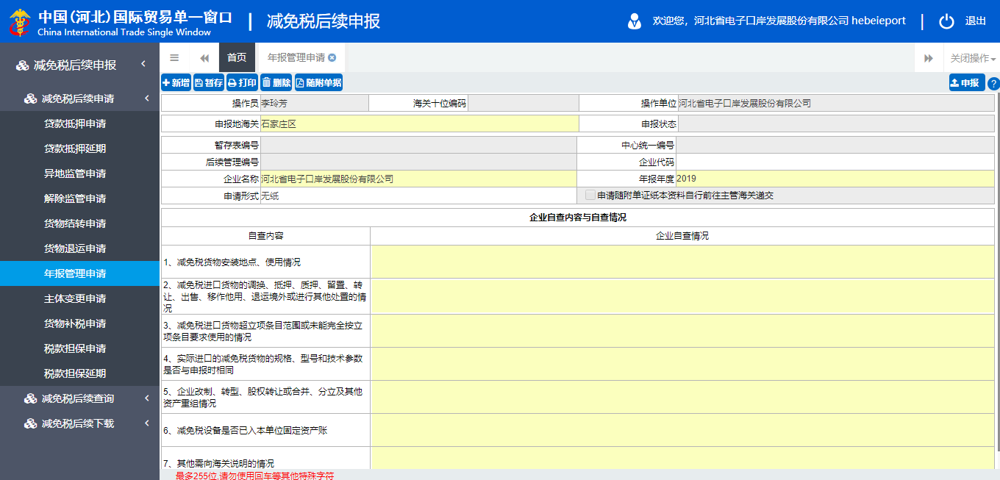 中国(河北)国际贸易单一窗口
China International Trade Single Window
减免税后续申报
欢迎您，河北省电子口岸发展股份有限公司 hebeieport
退出
减免税后续申报
减免税后续申请
贷款抵押申请
贷款抵押延期
异地监管申请
解除监管申请
货物结转申请
货物退运申请
年报管理申请
主体变更申请
货物补税申请
税款担保申请
税款担保延期
减免税后续查询
减免税后续下载
首页
年报管理申请
关闭操作
新增 暂存 打印 删除 随附单据
申报
?
操作员 李玲芳 海关十位编码 操作单位 河北省电子口岸发展股份有限公司
申报地海关 石家庄区 申报状态
暂存表编号 中心统一编号
后续管理编号 企业代码
企业名称 河北省电子口岸发展股份有限公司 年报年度 2019
申请形式 无纸 申请随附单证纸本资料自行前往主管海关递交
企业自查内容与自查情况
自查内容 企业自查情况
1、减免税货物安装地点、使用情况
2、减免税进口货物的调换、抵押、质押、留置、转
让、出售、移作他用、退运境外或进行其他处置的情
况
3、减免税进口货物超立项条目范围或未能完全按立
项条目要求使用的情况
4、实际进口的减免税货物的规格、型号和技术参数
是否与申报时相同
5、企业改制、转型、股权转让或合并、分立及其他
资产重组情况
6、减免税设备是否已入本单位固定资产账
7、其他需向海关说明的情况
最多255位,请勿使用回车等其他特殊字符